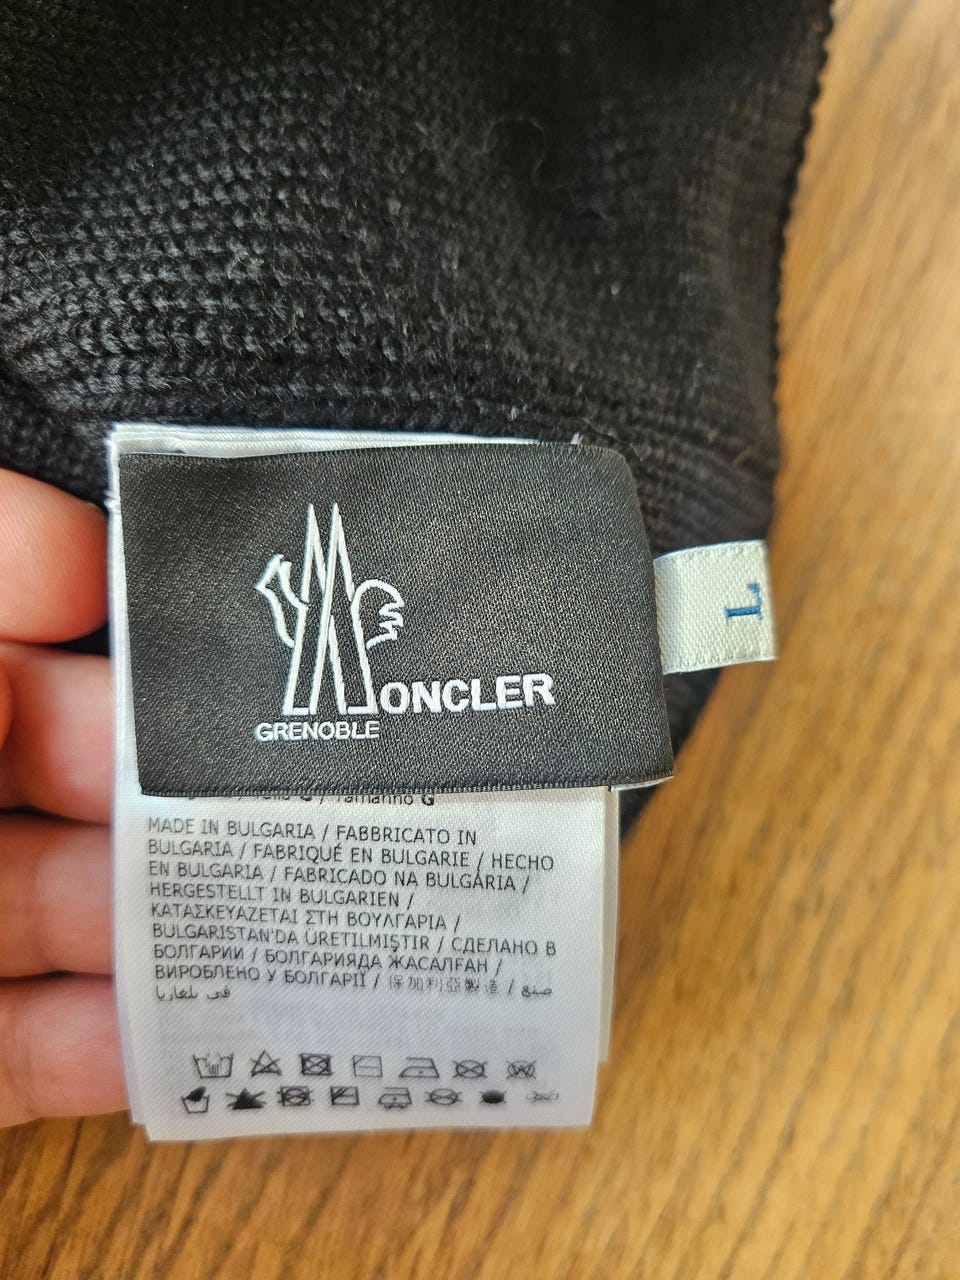 MONCLER
GRENOBLE
L
Tamanho G
MADE IN BULGARIA / FABBRICATO IN
BULGARIA / FABRIQUÉ EN BULGARIE / HECHO
EN BULGARIA / FABRICADO NA BULGÁRIA /
HERGESTELLT IN BULGARIEN /
ΚΑΤΑΣΚΕΥΑΖΕΤΑΙ ΣΤΗ ΒΟΥΛΓΑΡΙΑ /
BULGARISTAN'DA ÜRETILMIŞTIR / СДЕЛАНО В
БОЛГАРИИ / БОЛГАРИЯДА ЖАСАЛҒАН /
ВИРОБЛЕНО У БОЛГАРІЇ / 保加利亞製造 / صنع
في بلغاريا